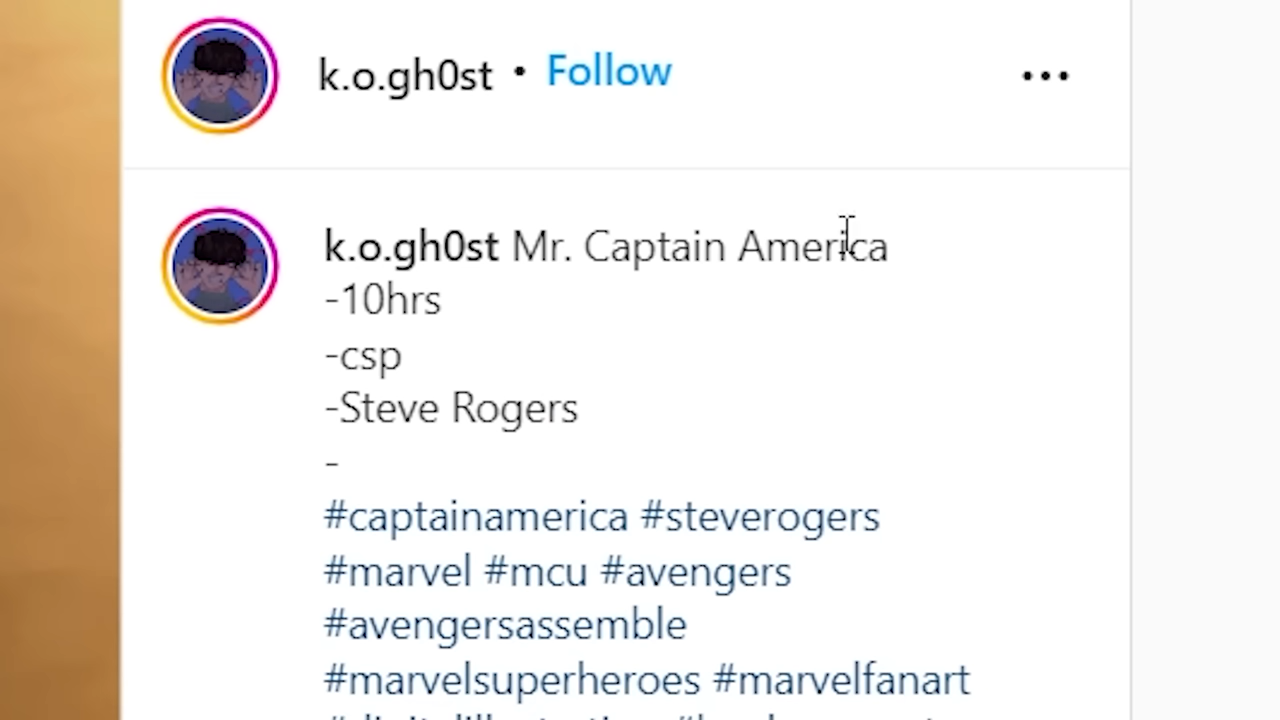 k.o.gh0st • Follow
k.o.gh0st Mr. Captain America
-10hrs
-csp
-Steve Rogers
-
#captainamerica #steverogers
#marvel #mcu #avengers
#avengersassemble
#marvelsuperheroes #marvelfanart